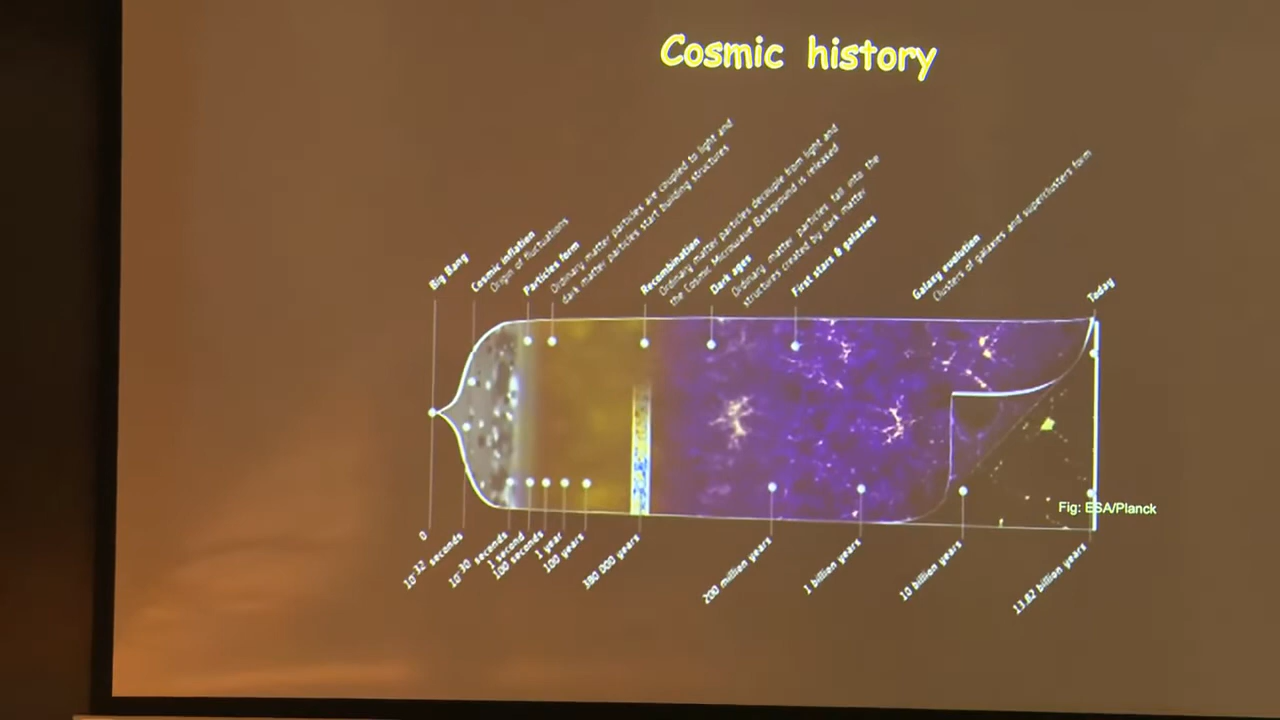 Cosmic history
Big Bang
Cosmic inflation
Origin of fluctuations
Particles form
Ordinary matter particles are coupled to light and
dark matter particles start building structures
Recombination
Ordinary matter particles decouple from light and
the Cosmic Microwave Background is released
Dark ages
Ordinary matter particles fall into the
structures created by dark matter
First stars & galaxies
Galaxy evolution
Clusters of galaxies and superclusters form
Today
Fig: ESA/Planck
0
10⁻³² seconds
10⁻³⁰ seconds
1 second
100 seconds
1 year
100 years
380 000 years
200 million years
1 billion years
10 billion years
13.82 billion years